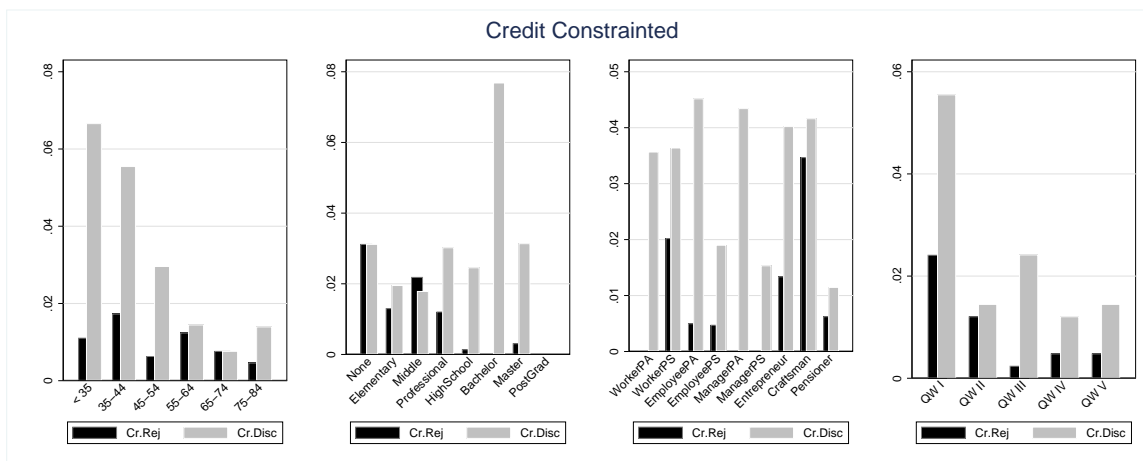 Credit Constrainted
.08
.06
.04
.02
0
< 35
35–44
45–54
55–64
65–74
75–84
Cr.Rej Cr.Disc
.08
.06
.04
.02
0
None
Elementary
Middle
Professional
HighSchool
Bachelor
Master
PostGrad
Cr.Rej Cr.Disc
.05
.04
.03
.02
.01
0
WorkerPA
WorkerPS
EmployeePA
EmployeePS
ManagerPA
ManagerPS
Entrepreneur
Craftsman
Pensioner
Cr.Rej Cr.Disc
.06
.04
.02
0
QW I
QW II
QW III
QW IV
QW V
Cr.Rej Cr.Disc